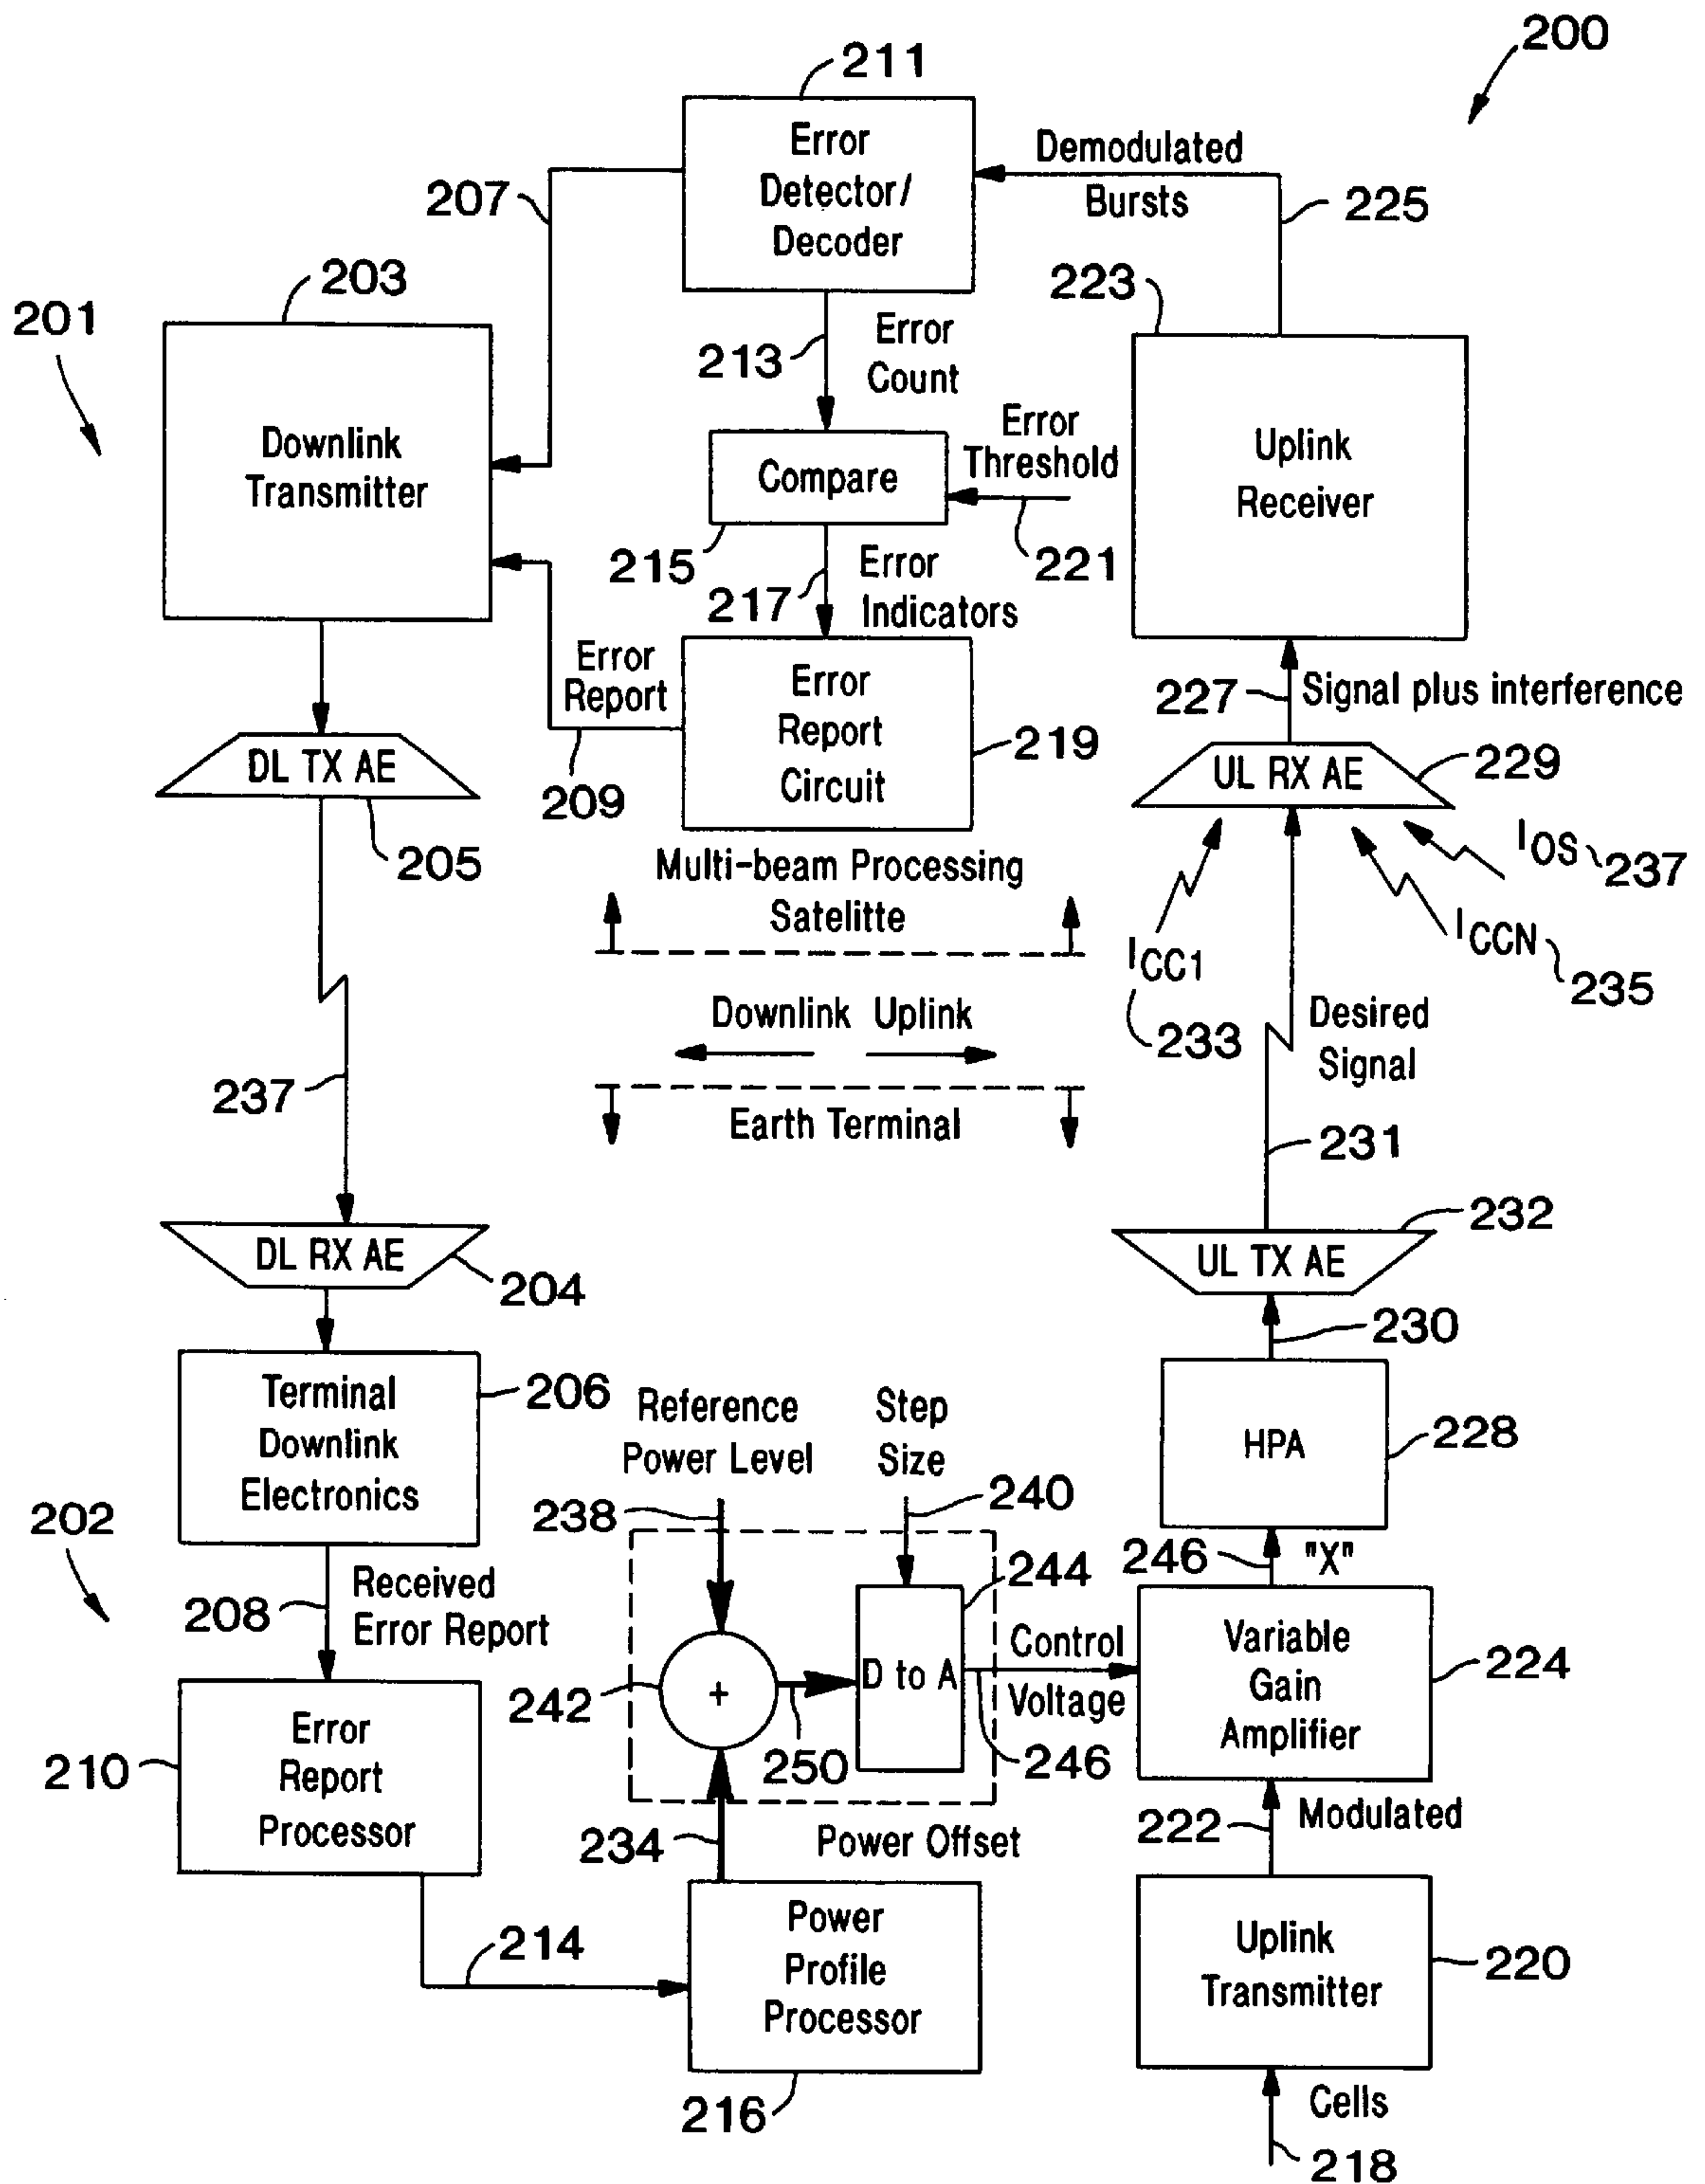 200
211
Error
Detector/
Decoder
Demodulated
Bursts
225
207
203
201
Downlink
Transmitter
213
Error
Count
223
Uplink
Receiver
Compare
Error
Threshold
215
221
217
Error
Indicators
Error
Report
209
Error
Report
Circuit
219
227
Signal plus interference
DL TX AE
205
UL RX AE
229
IOS
237
ICCN
235
ICC1
233
Multi-beam Processing
Satelitte
Downlink Uplink
Earth Terminal
Desired
Signal
237
231
DL RX AE
204
UL TX AE
232
230
Terminal
Downlink
Electronics
206
202
Reference
Power Level
238
Step
Size
240
HPA
228
246
"X"
208
Received
Error Report
244
242
+
250
D to A
Control
Voltage
246
Variable
Gain
Amplifier
224
210
Error
Report
Processor
234
Power Offset
222
Modulated
214
Power
Profile
Processor
216
Uplink
Transmitter
220
Cells
218